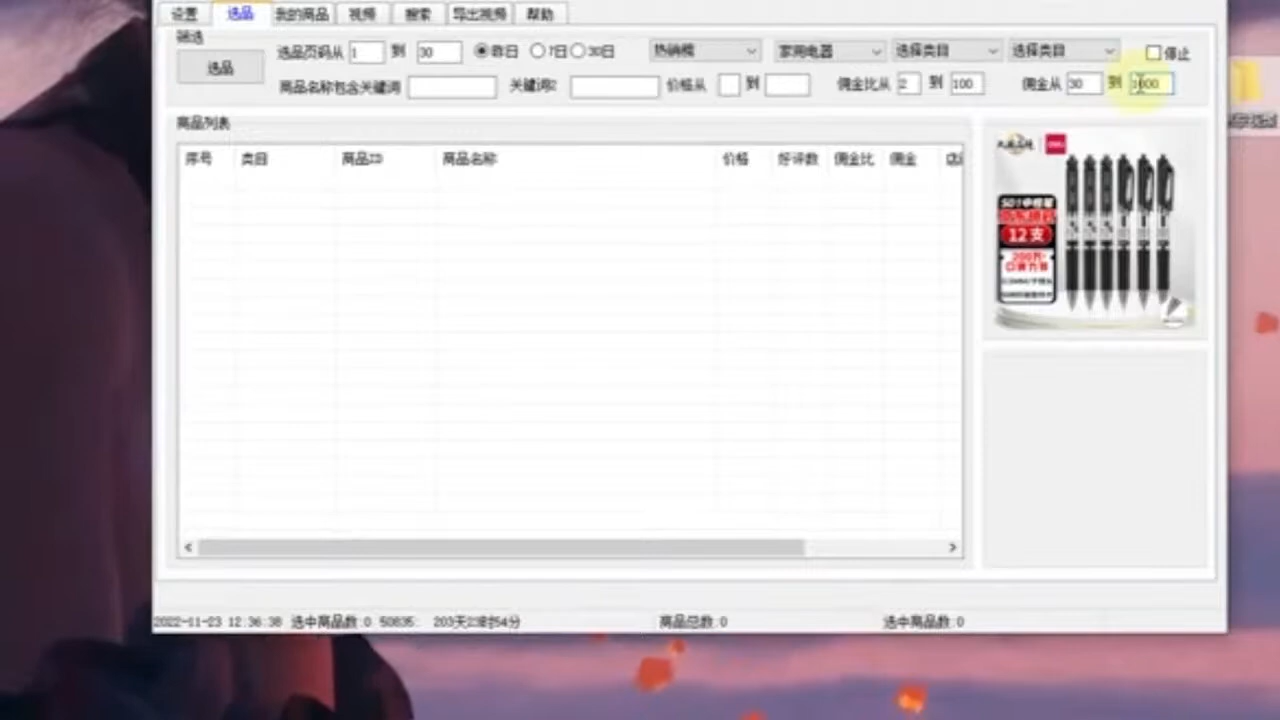 设置 选品 我的商品 视频 搜索 导出视频 帮助
筛选
选品 选品页码从 1 到 30 昨日 7日 30日 热销榜 家用电器 选择类目 选择类目 停止
商品名称包含关键词 关键词2 价格从 到 佣金比从 2 到 100 佣金从 30 到 1000
商品列表
序号 类目 商品ID 商品名称 价格 好评数 佣金比 佣金
12支
2022-11-23 12:36:38 选中商品数:0 50835: 203天23时54分 商品总数:0 选中商品数:0